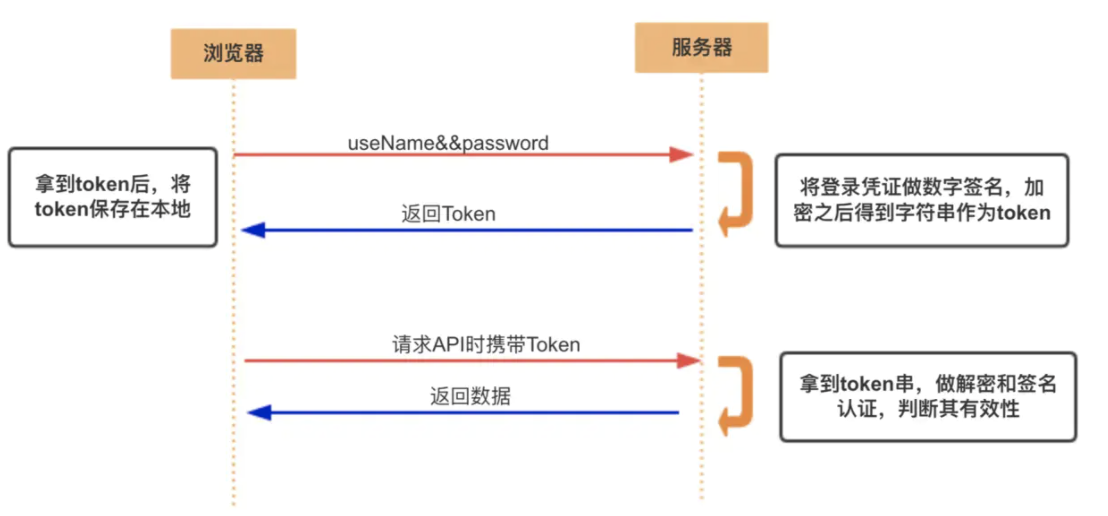 浏览器
服务器
useName&&password
拿到token后，将
token保存在本地
将登录凭证做数字签名，加
密之后得到字符串作为token
返回Token
请求API时携带Token
拿到token串，做解密和签名
认证，判断其有效性
返回数据